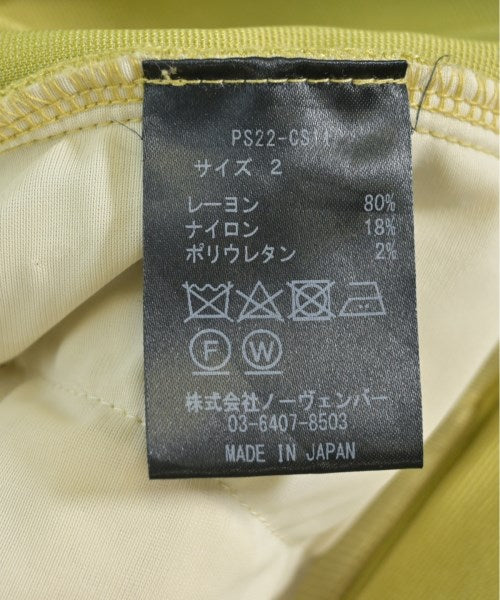 PS22-GS11
サイズ 2
レーヨン 80%
ナイロン 18%
ポリウレタン 2%
F W
株式会社ノーヴェンバー
03-6407-8503
MADE IN JAPAN